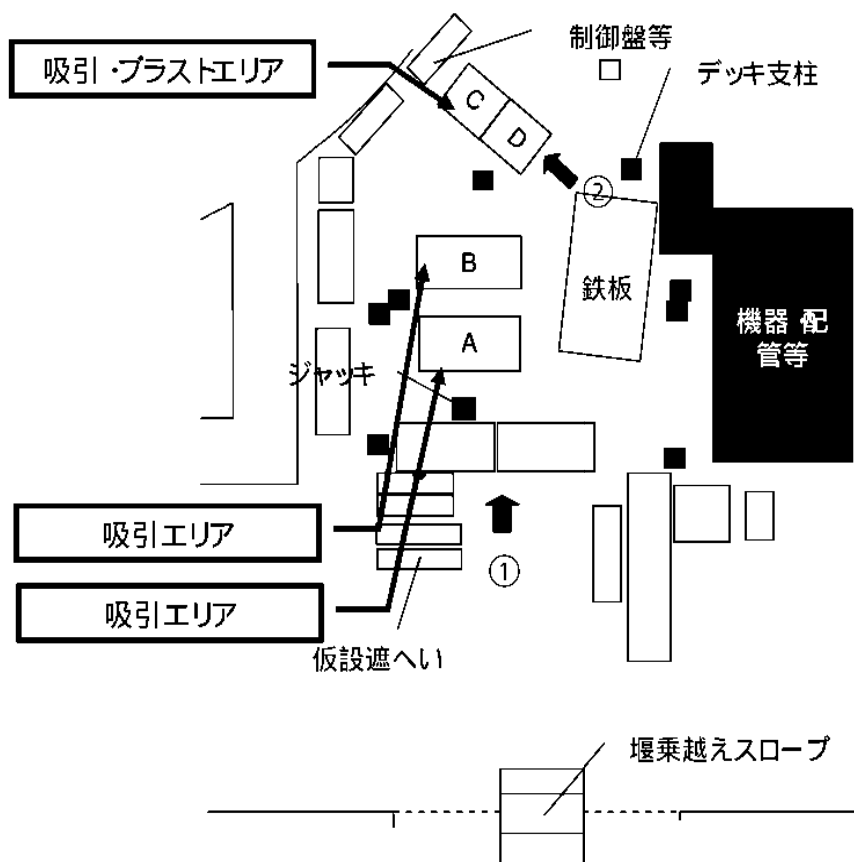 制御盤等
吸引・ブラストエリア
デッキ支柱
C
D
②
B
鉄板
A
機器・配
管等
ジャッキ
吸引エリア
①
吸引エリア
仮設遮へい
堰乗越えスロープ